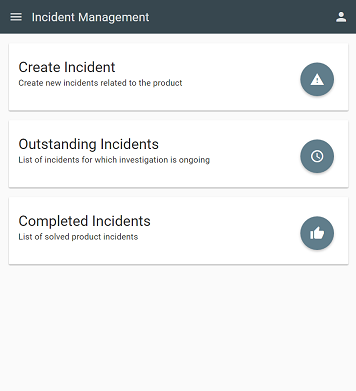 Incident Management
Create Incident
Create new incidents related to the product
Outstanding Incidents
List of incidents for which investigation is ongoing
Completed Incidents
List of solved product incidents